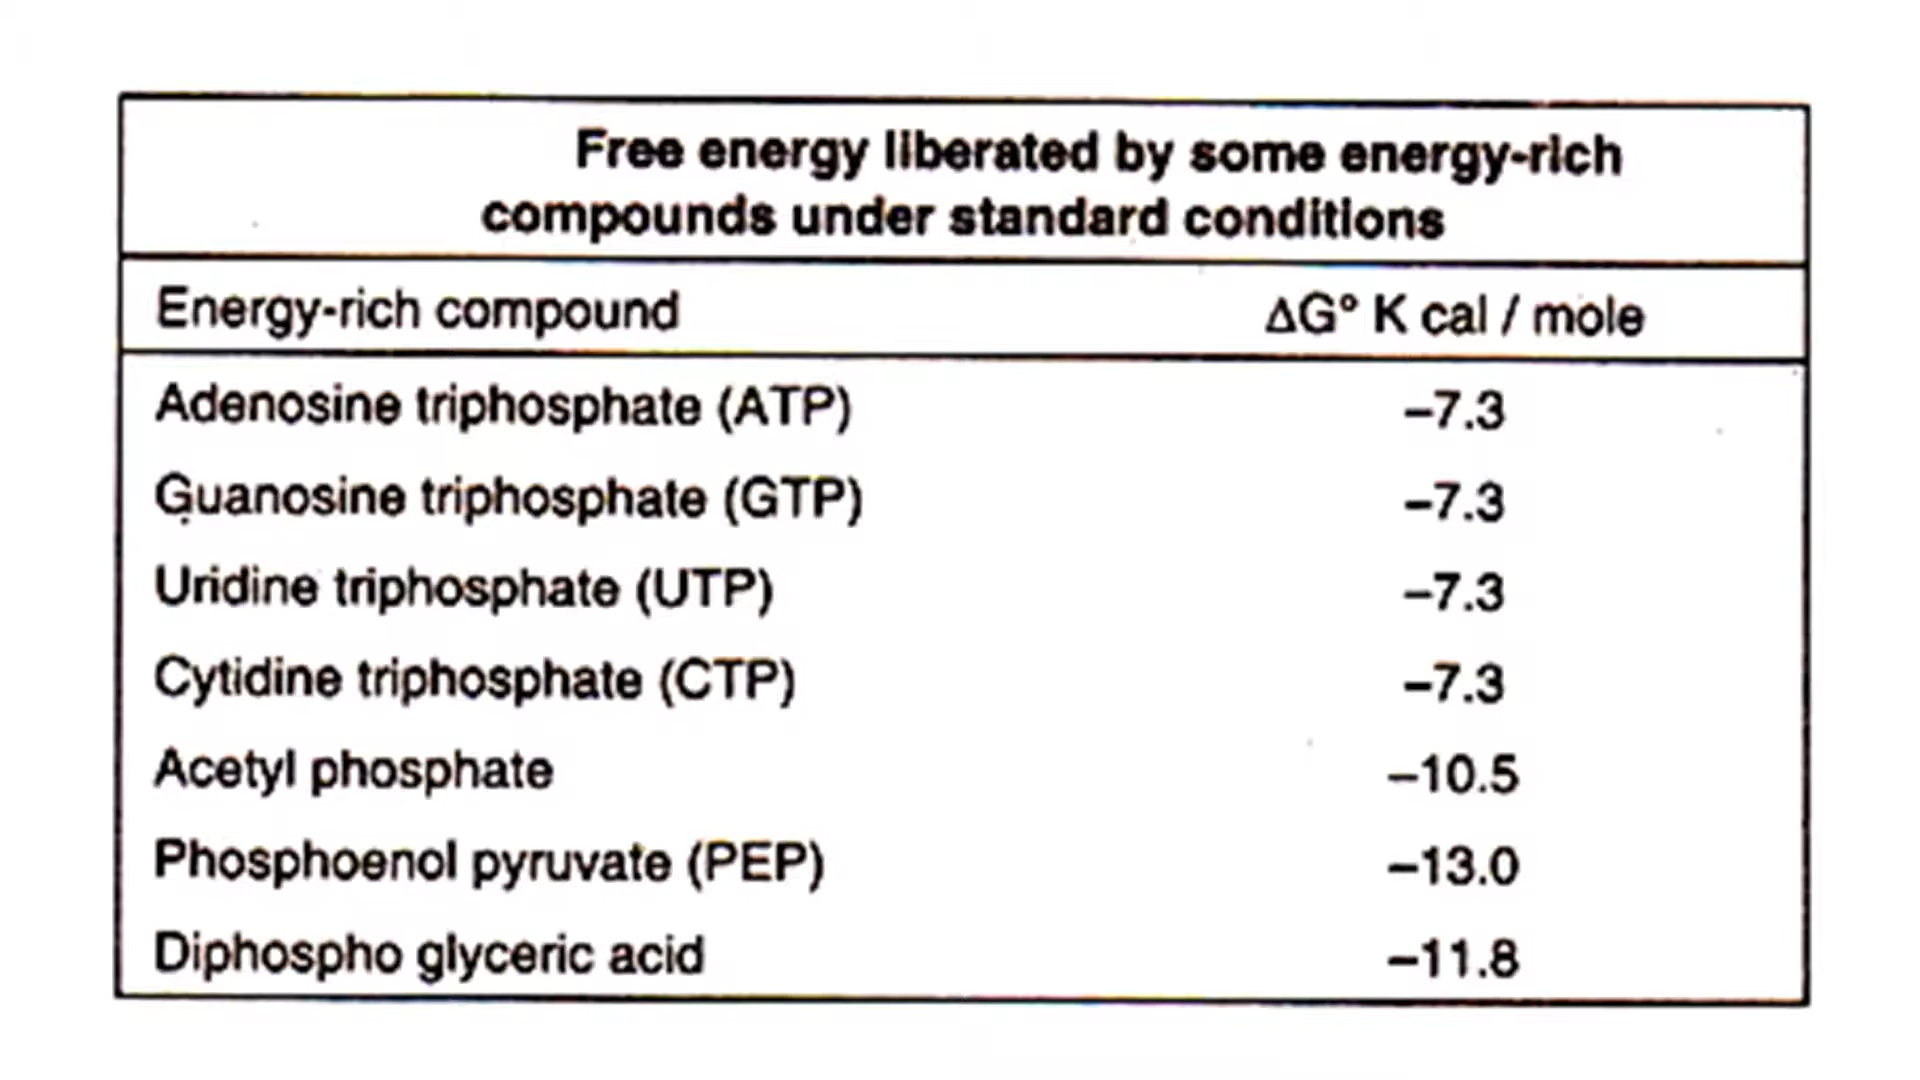 Free energy liberated by some energy-rich
compounds under standard conditions
Energy-rich compound ΔG° K cal / mole
Adenosine triphosphate (ATP) –7.3
Guanosine triphosphate (GTP) –7.3
Uridine triphosphate (UTP) –7.3
Cytidine triphosphate (CTP) –7.3
Acetyl phosphate –10.5
Phosphoenol pyruvate (PEP) –13.0
Diphospho glyceric acid –11.8